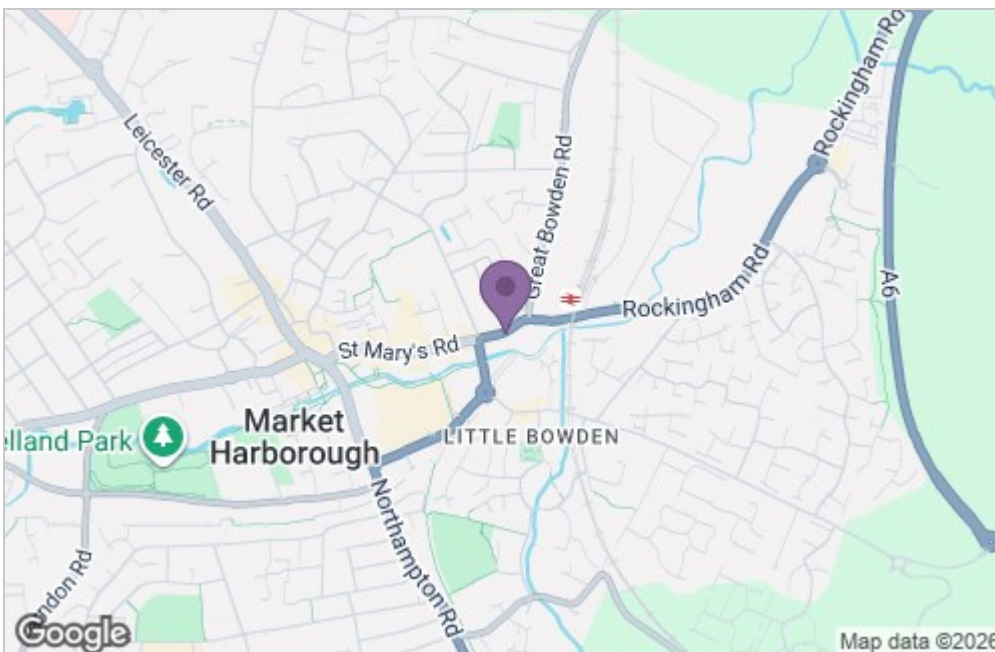 Rockingham Rd
Leicester Rd
Great Bowden Rd
A6
Rockingham Rd
St Mary's Rd
Market
Harborough
elland Park
LITTLE BOWDEN
Northampton Rd
andon Rd
Google
Map data ©2026